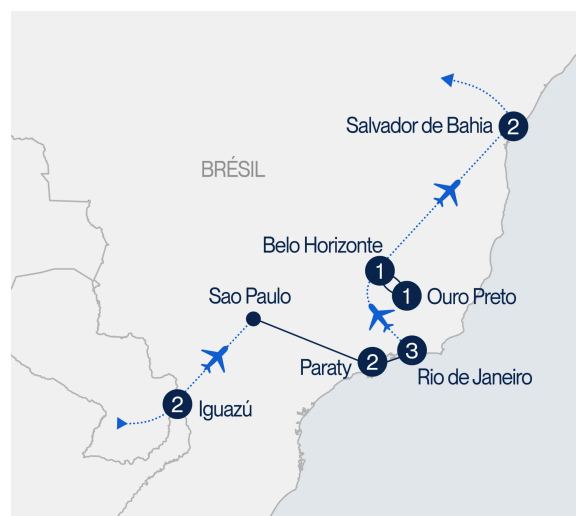 Salvador de Bahia 2
BRÉSIL
Belo Horizonte
1
Sao Paulo
1 Ouro Preto
3
Paraty 2
Rio de Janeiro
2 Iguazú